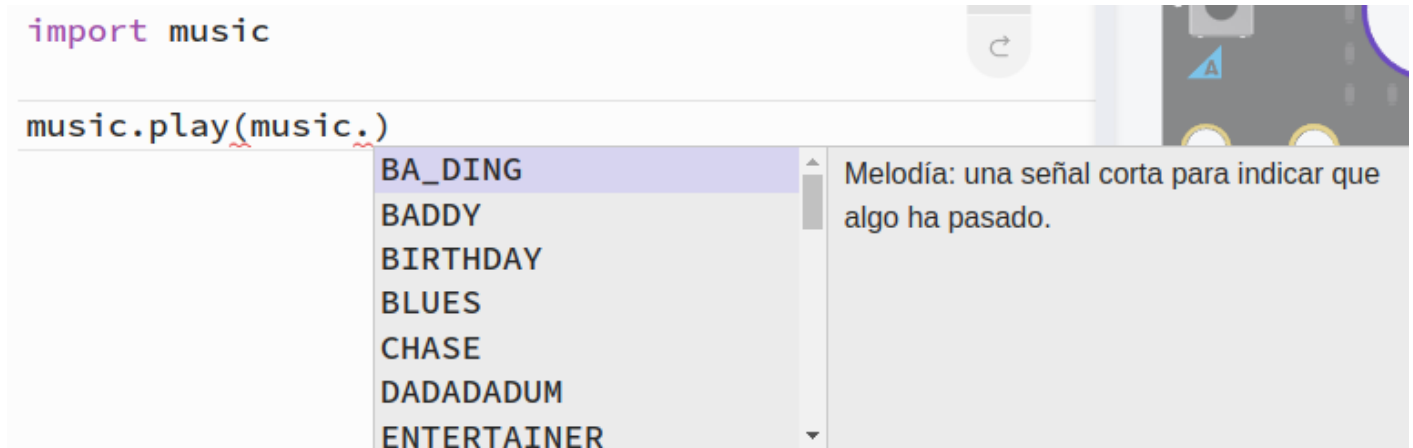 import music
A
music.play(music.)
BA_DING
BADDY
BIRTHDAY
BLUES
CHASE
DADADADUM
ENTERTAINER
Melodía: una señal corta para indicar que
algo ha pasado.